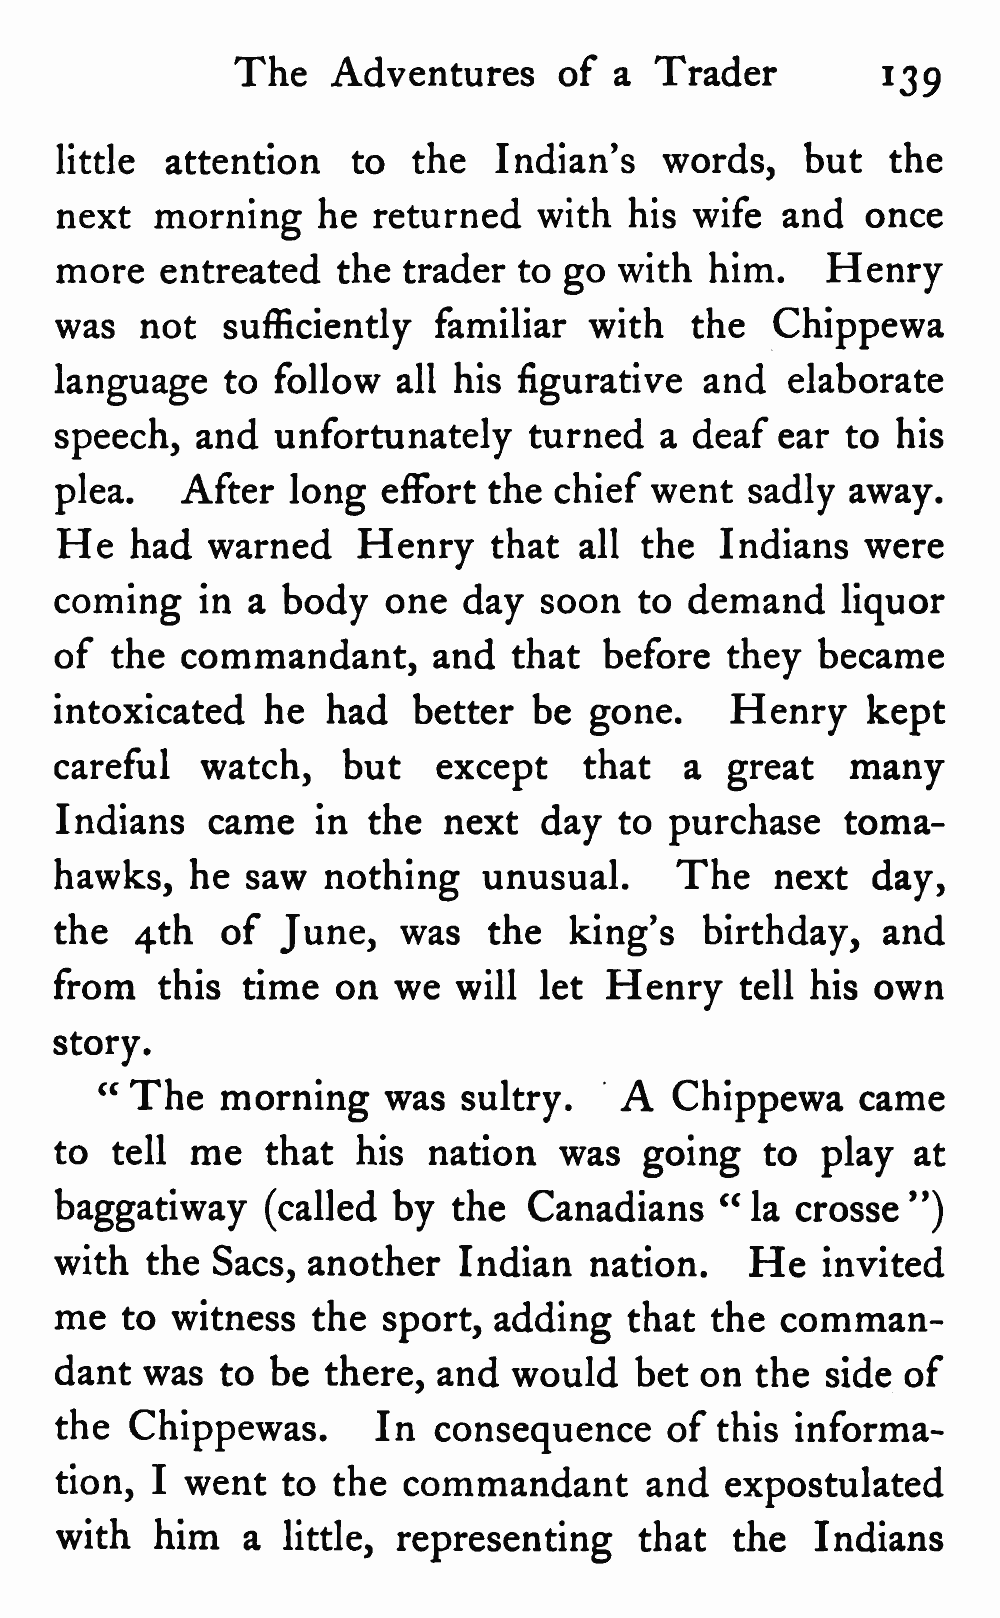 The Adventures of a Trader 139
little attention to the Indian's words, but the
next morning he returned with his wife and once
more entreated the trader to go with him. Henry
was not sufficiently familiar with the Chippewa
language to follow all his figurative and elaborate
speech, and unfortunately turned a deaf ear to his
plea. After long effort the chief went sadly away.
He had warned Henry that all the Indians were
coming in a body one day soon to demand liquor
of the commandant, and that before they became
intoxicated he had better be gone. Henry kept
careful watch, but except that a great many
Indians came in the next day to purchase toma-
hawks, he saw nothing unusual. The next day,
the 4th of June, was the king's birthday, and
from this time on we will let Henry tell his own
story.
“The morning was sultry. A Chippewa came
to tell me that his nation was going to play at
baggatiway (called by the Canadians “la crosse”)
with the Sacs, another Indian nation. He invited
me to witness the sport, adding that the comman-
dant was to be there, and would bet on the side of
the Chippewas. In consequence of this informa-
tion, I went to the commandant and expostulated
with him a little, representing that the Indians